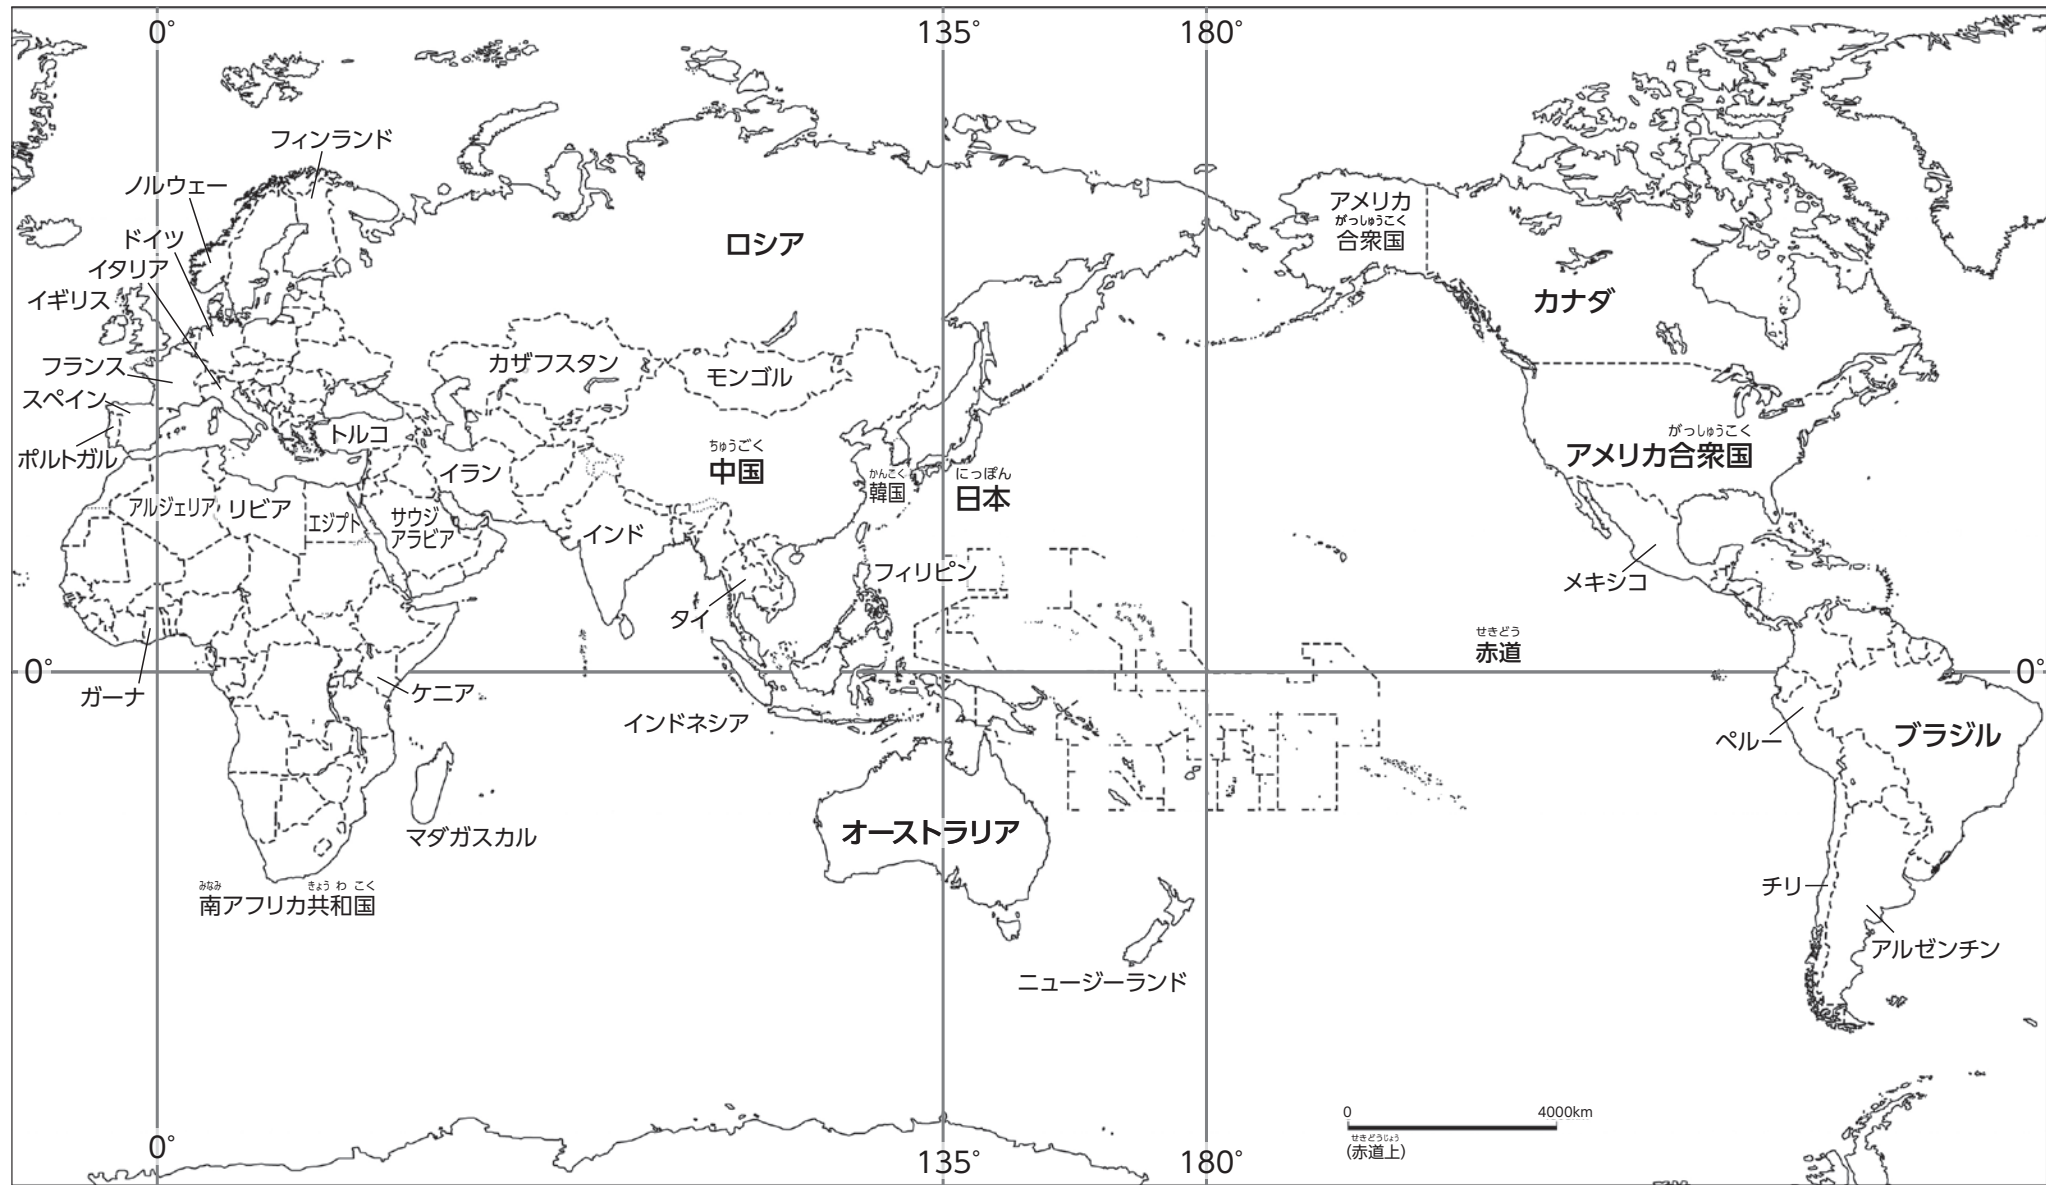 0°
135°
180°
フィンランド
ノルウェー
ドイツ
イタリア
イギリス
フランス
スペイン
ポルトガル
ロシア
アメリカ
がっしゅうこく
合衆国
カナダ
カザフスタン
モンゴル
トルコ
イラン
ちゅうごく
中国
かんこく
韓国
にっぽん
日本
がっしゅうこく
アメリカ合衆国
アルジェリア
リビア
エジプト
サウジ
アラビア
インド
フィリピン
タイ
メキシコ
せきどう
赤道
0°
0°
ガーナ
ケニア
インドネシア
ペルー
ブラジル
マダガスカル
オーストラリア
みなみ きょうわこく
南アフリカ共和国
チリ
アルゼンチン
ニュージーランド
0 4000km
せきどうじょう
(赤道上)
0°
135°
180°